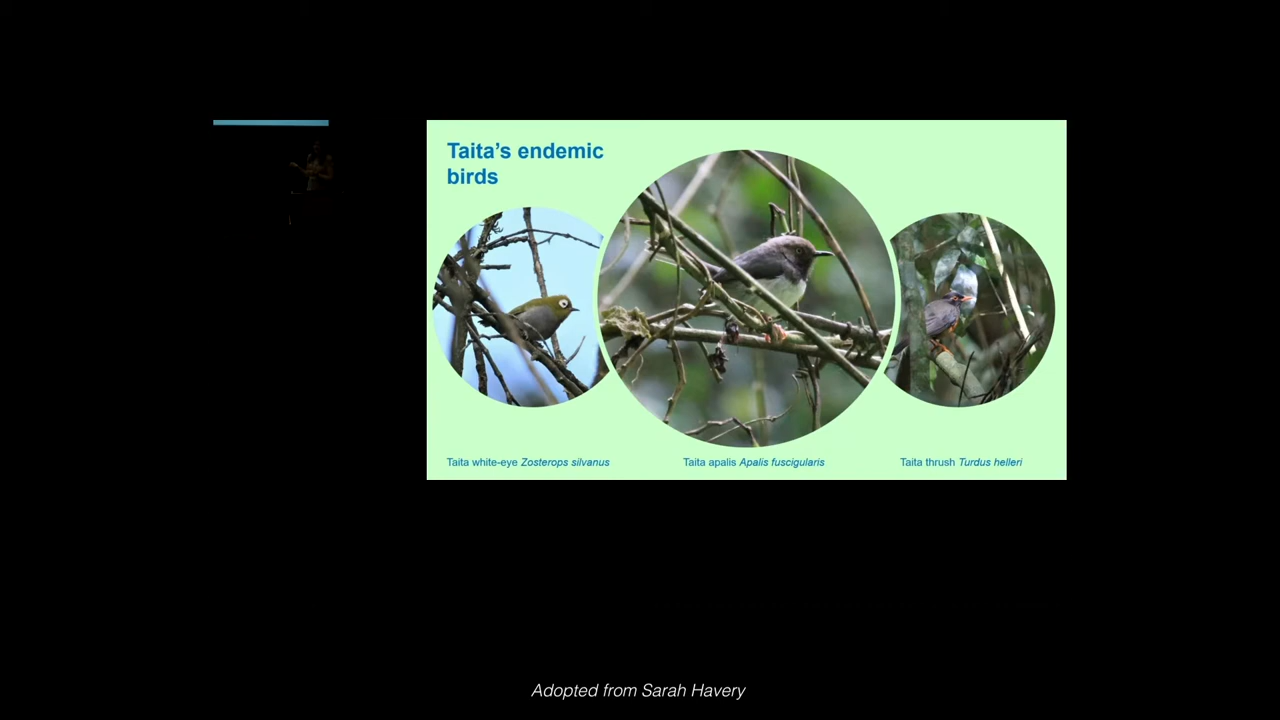 Taita's endemic
birds
Taita white-eye Zosterops silvanus
Taita apalis Apalis fuscigularis
Taita thrush Turdus helleri
Adopted from Sarah Havery